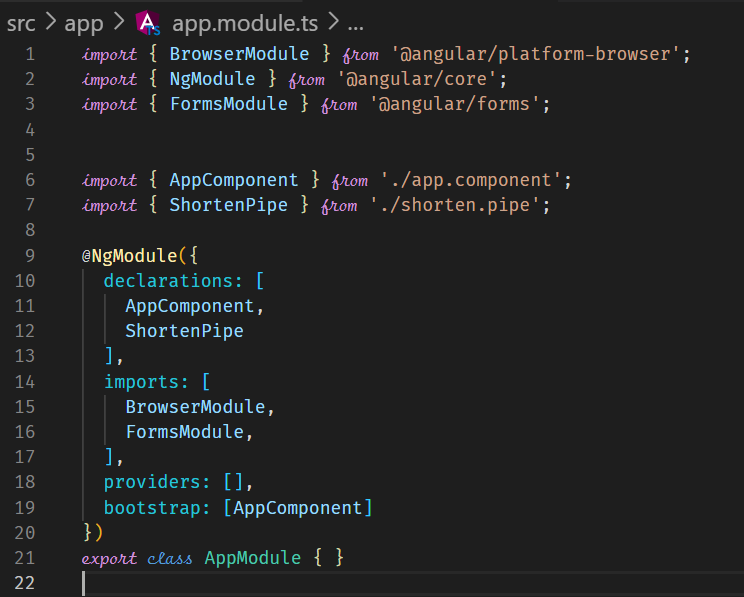 src > app > app.module.ts > ...
1 import { BrowserModule } from '@angular/platform-browser';
2 import { NgModule } from '@angular/core';
3 import { FormsModule } from '@angular/forms';
4
5
6 import { AppComponent } from './app.component';
7 import { ShortenPipe } from './shorten.pipe';
8
9 @NgModule({
10   declarations: [
11     AppComponent,
12     ShortenPipe
13   ],
14   imports: [
15     BrowserModule,
16     FormsModule,
17   ],
18   providers: [],
19   bootstrap: [AppComponent]
20 })
21 export class AppModule { }
22